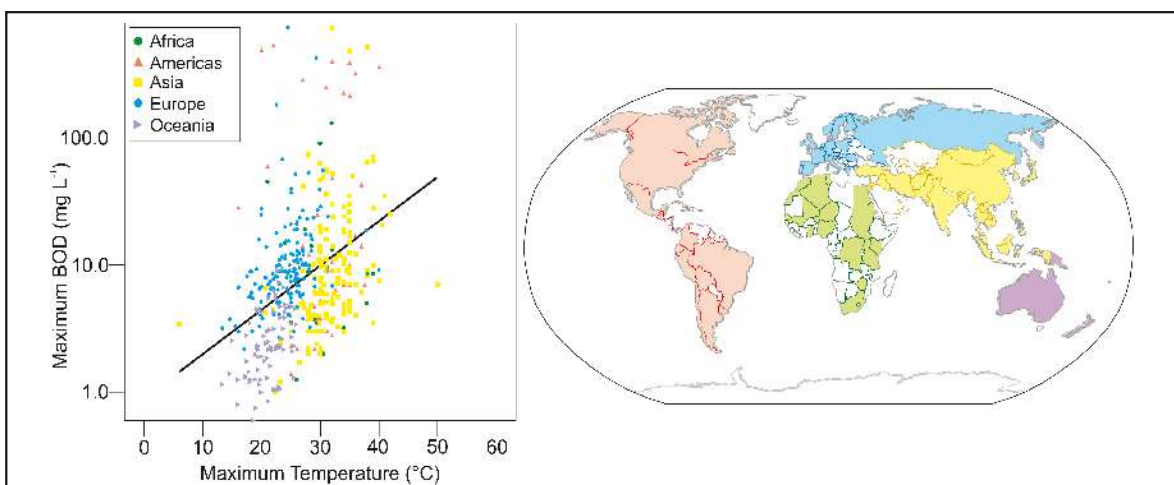 Africa
Americas
Asia
Europe
Oceania
Maximum BOD (mg L⁻¹)
100.0
10.0
1.0
0 10 20 30 40 50 60
Maximum Temperature (°C)